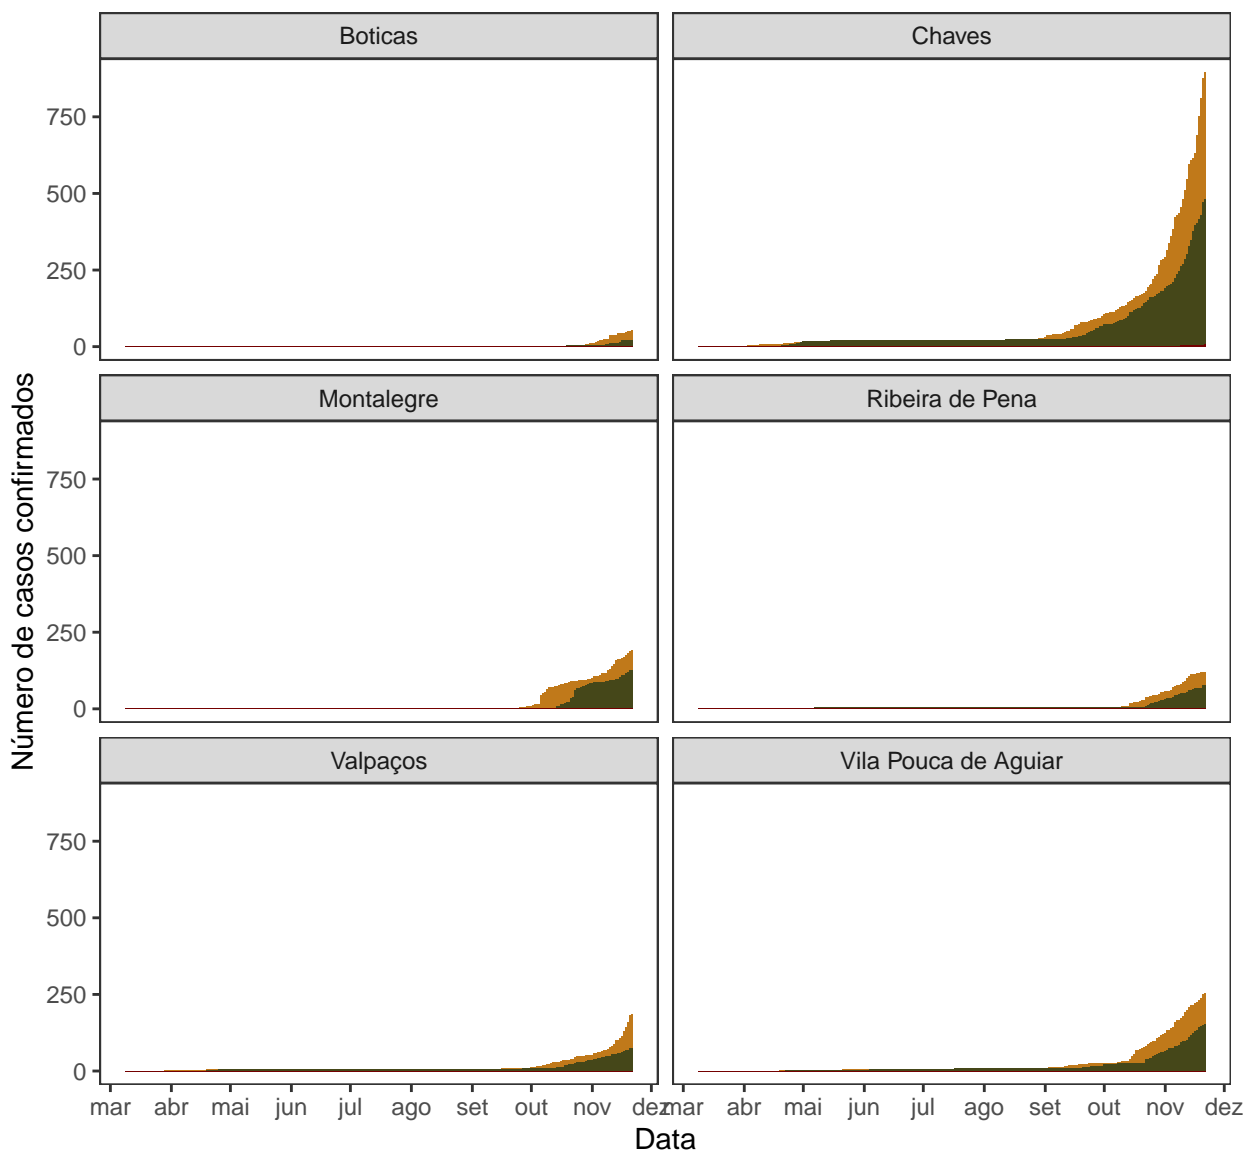 Boticas
Chaves
750
500
250
0
Montalegre
Ribeira de Pena
750
500
250
0
Valpaços
Vila Pouca de Aguiar
750
500
250
0
mar abr mai jun jul ago set out nov dez
mar abr mai jun jul ago set out nov dez
Data
Número de casos confirmados